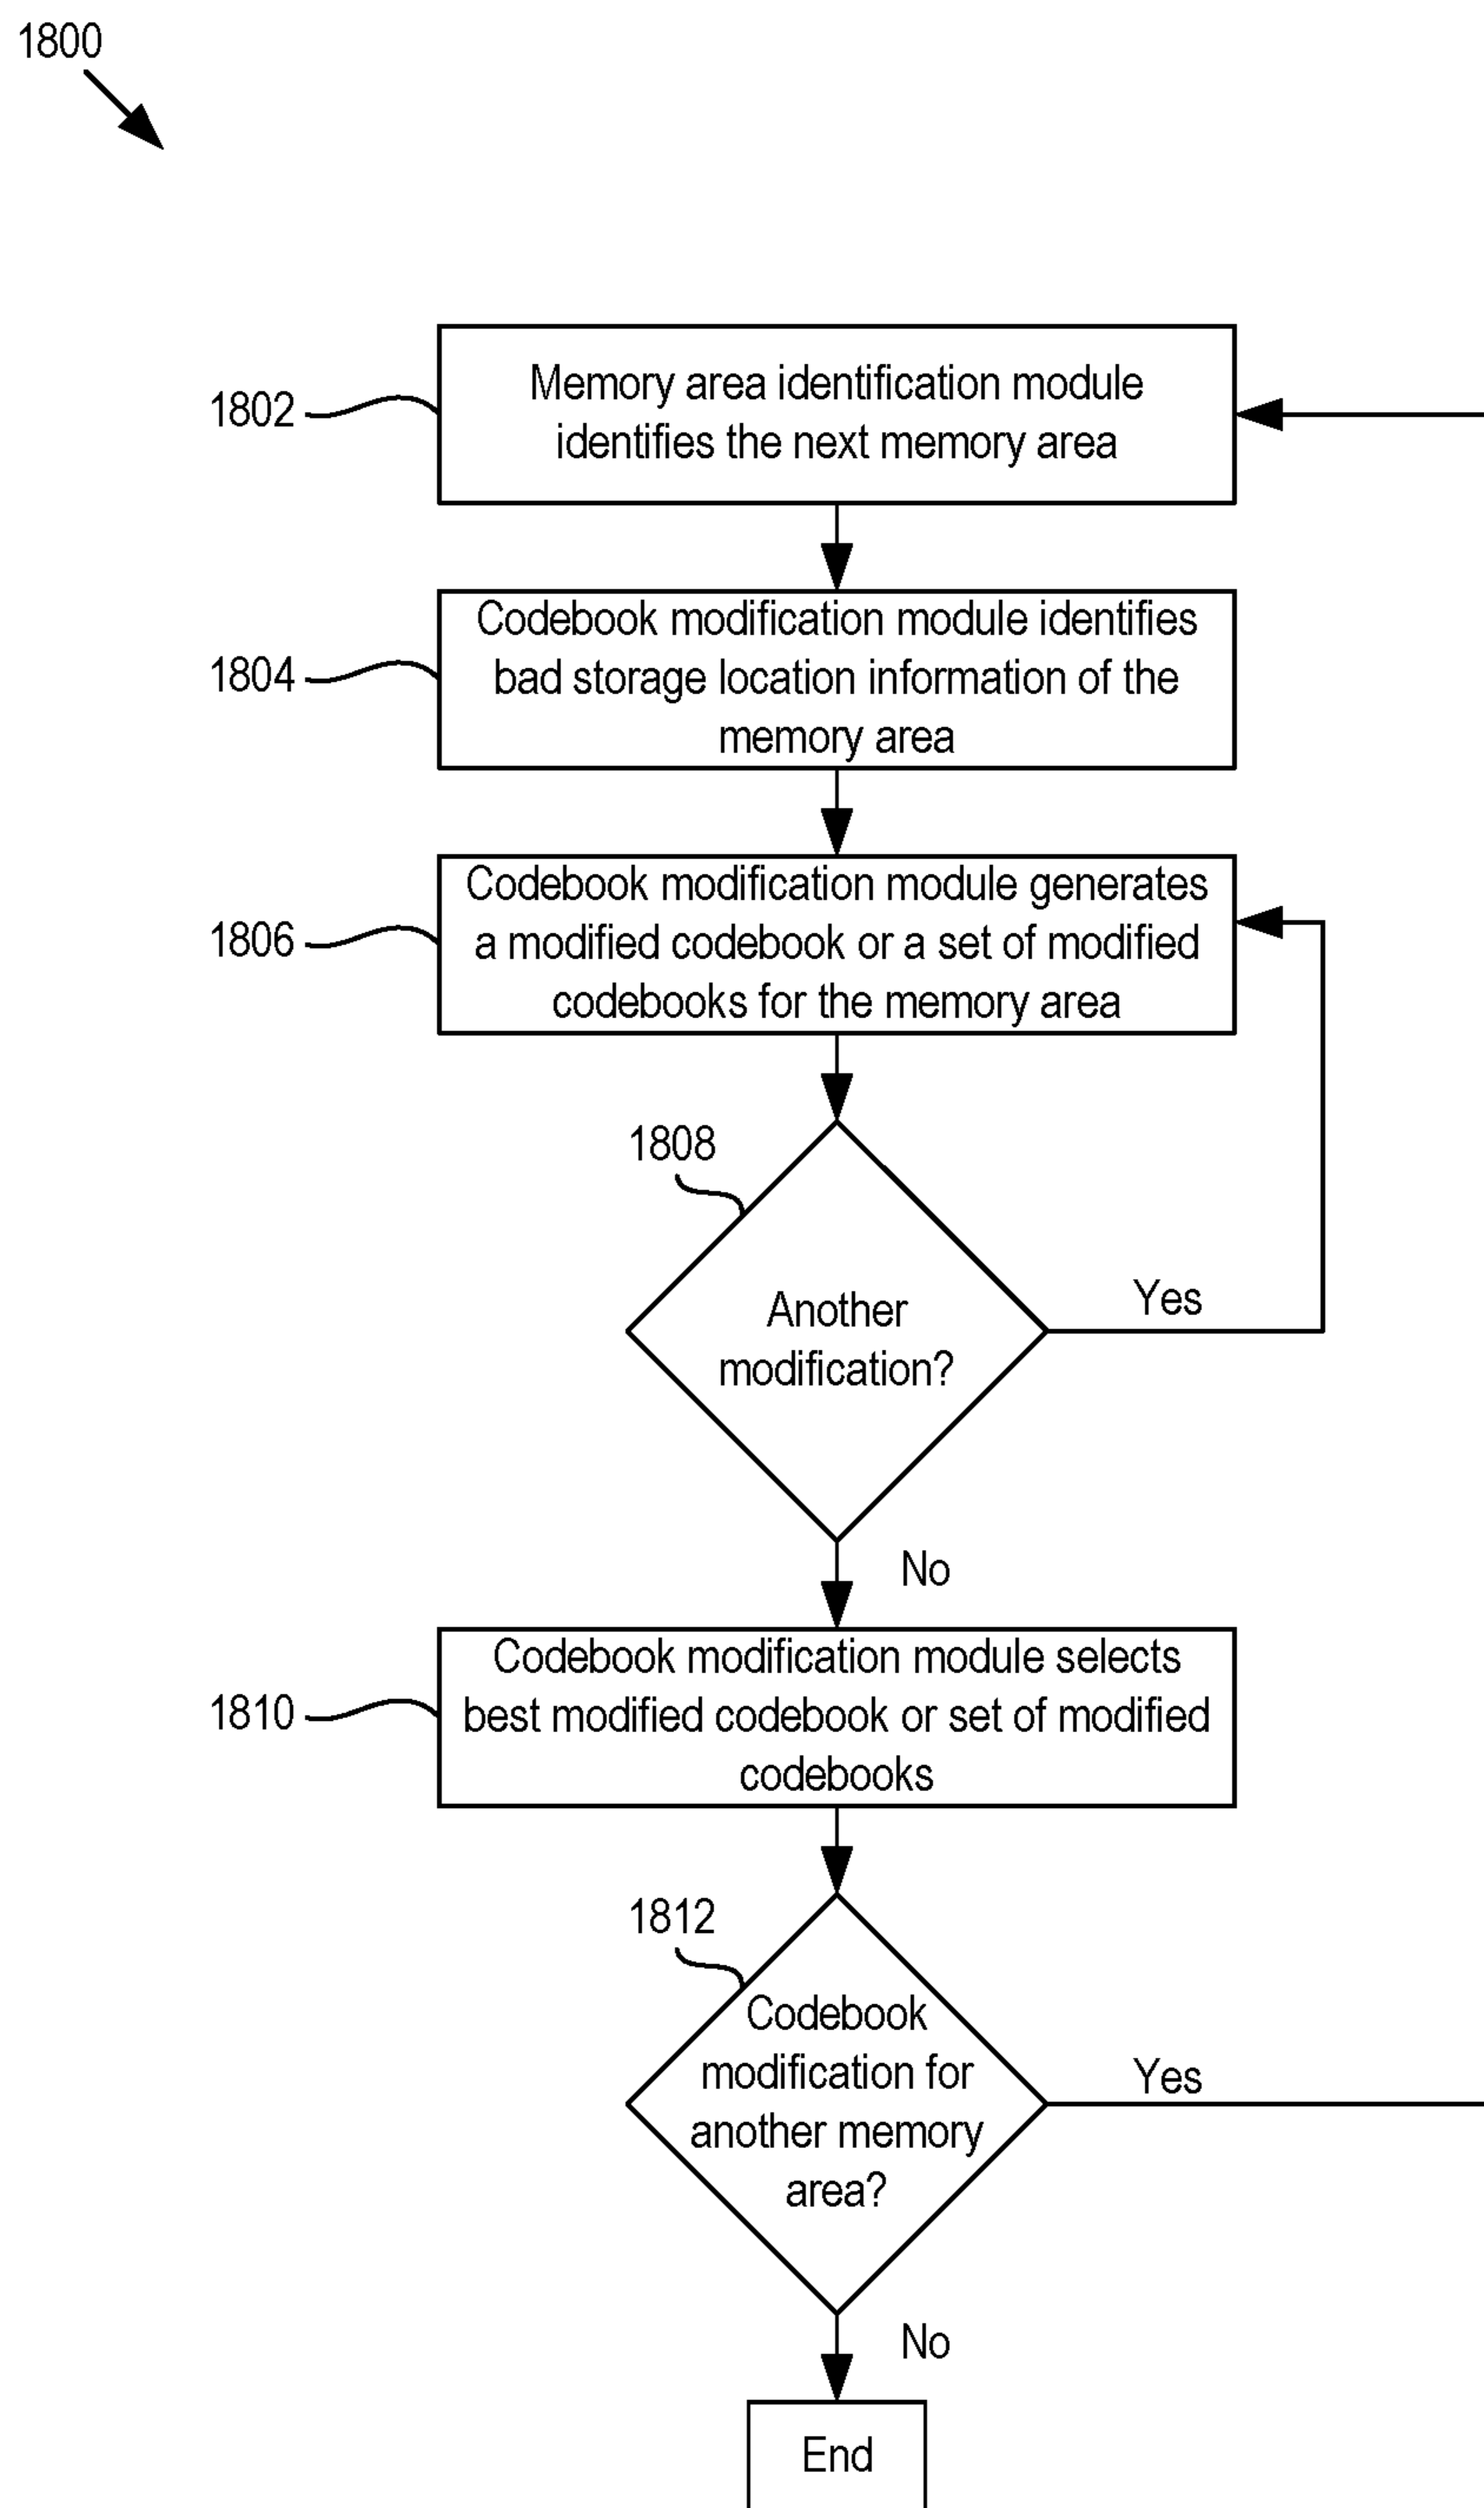 1800
1802
Memory area identification module
identifies the next memory area
1804
Codebook modification module identifies
bad storage location information of the
memory area
1806
Codebook modification module generates
a modified codebook or a set of modified
codebooks for the memory area
1808
Another
modification?
Yes
No
1810
Codebook modification module selects
best modified codebook or set of modified
codebooks
1812
Codebook
modification for
another memory
area?
Yes
No
End